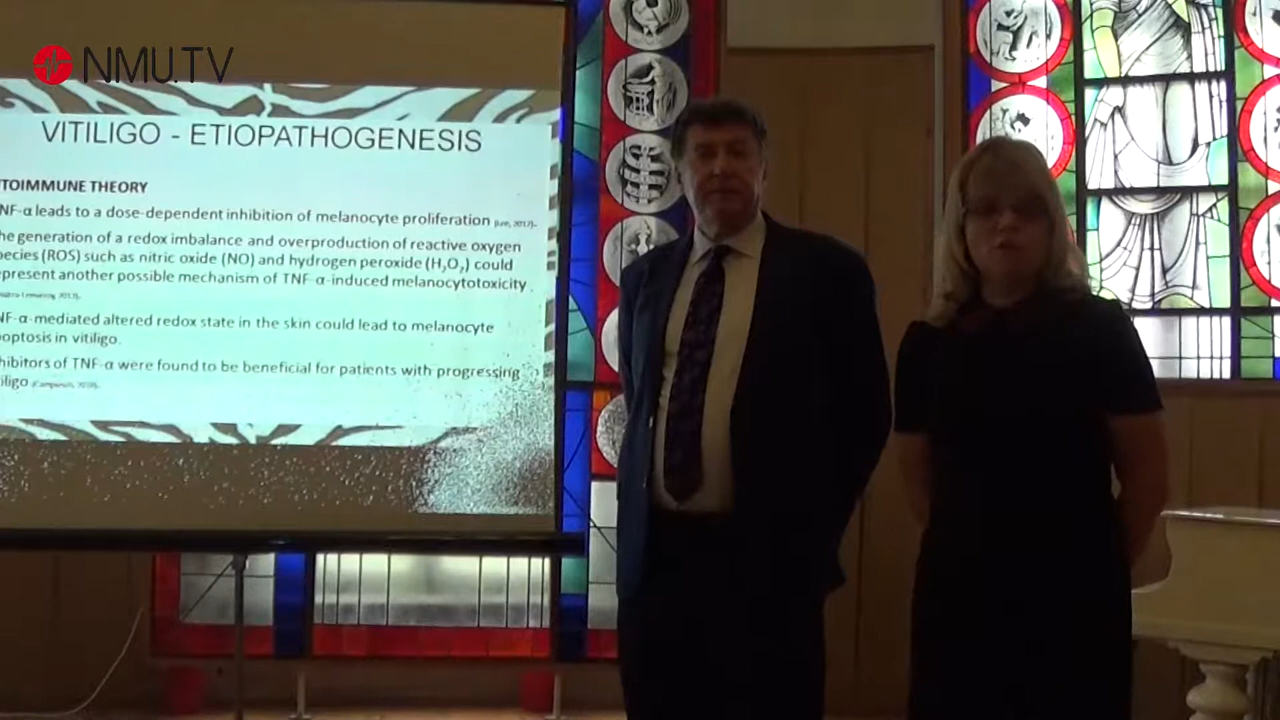 NMU.TV
VITILIGO - ETIOPATHOGENESIS
TOIMMUNE THEORY
NF-α leads to a dose-dependent inhibition of melanocyte proliferation
he generation of a redox imbalance and overproduction of reactive oxygen
pecies (ROS) such as nitric oxide (NO) and hydrogen peroxide (H₂O₂) could
epresent another possible mechanism of TNF-α-induced melanocytotoxicity.
NF-α-mediated altered redox state in the skin could lead to melanocyte
poptosis in vitiligo.
hibitors of TNF-α were found to be beneficial for patients with progressing
iligo